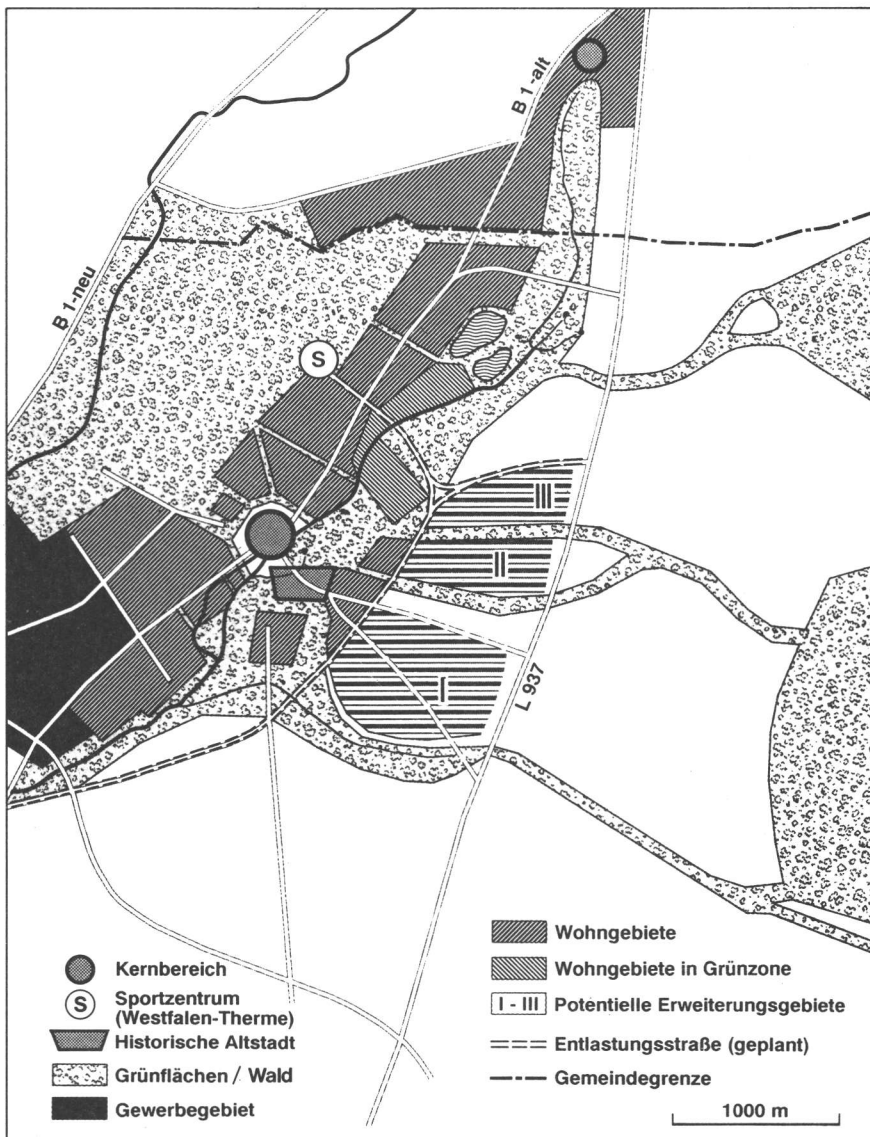 B 1-alt
B 1-neu
S
III
II
I
L 937
Kernbereich
S Sportzentrum
(Westfalen-Therme)
Historische Altstadt
Grünflächen / Wald
Gewerbegebiet
Wohngebiete
Wohngebiete in Grünzone
I - III Potentielle Erweiterungsgebiete
Entlastungsstraße (geplant)
Gemeindegrenze
1000 m